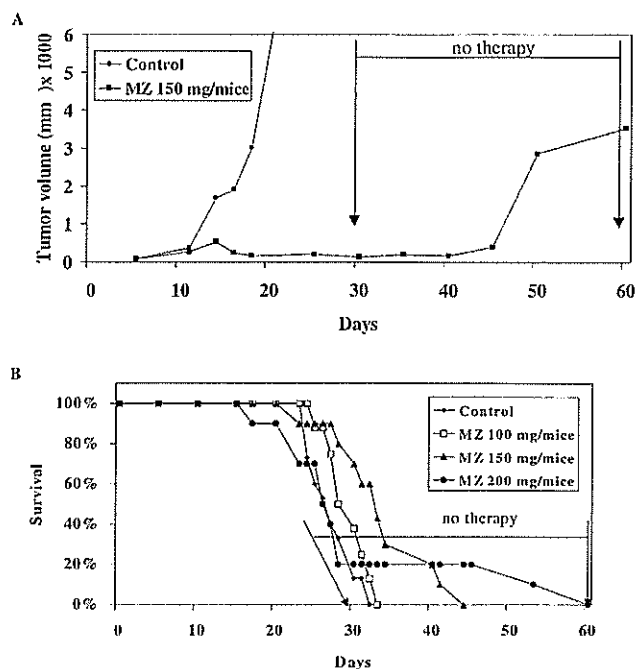 A
6
5
4
3
2
1
0
Tumor volume (mm )x 1000
Control
MZ 150 mg/mice
no therapy
0 10 20 30 40 50 60
Days
B
100%
80%
60%
40%
20%
0%
Survival
Control
MZ 100 mg/mice
MZ 150 mg/mice
MZ 200 mg/mice
no therapy
0 10 20 30 40 50 60
Days